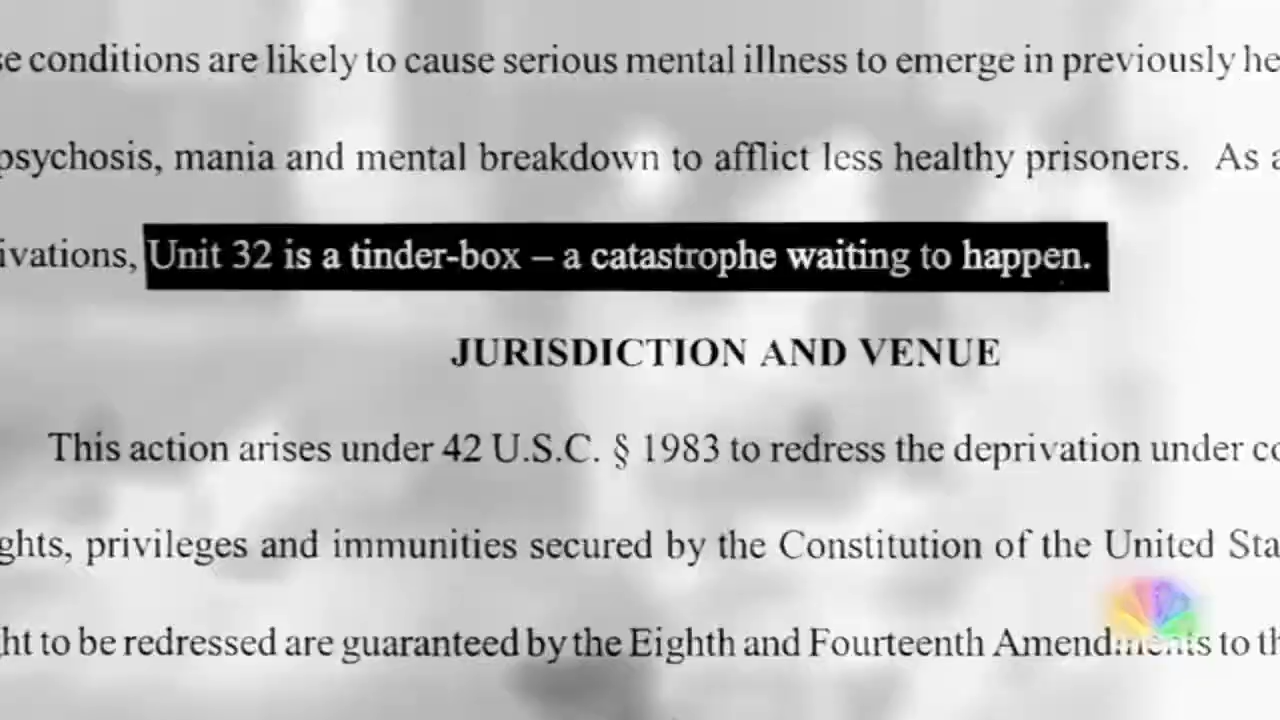 se conditions are likely to cause serious mental illness to emerge in previously he
psychosis, mania and mental breakdown to afflict less healthy prisoners. As a
ivations, Unit 32 is a tinder-box – a catastrophe waiting to happen.
JURISDICTION AND VENUE
This action arises under 42 U.S.C. § 1983 to redress the deprivation under co
ghts, privileges and immunities secured by the Constitution of the United Sta
ht to be redressed are guaranteed by the Eighth and Fourteenth Amendments to th